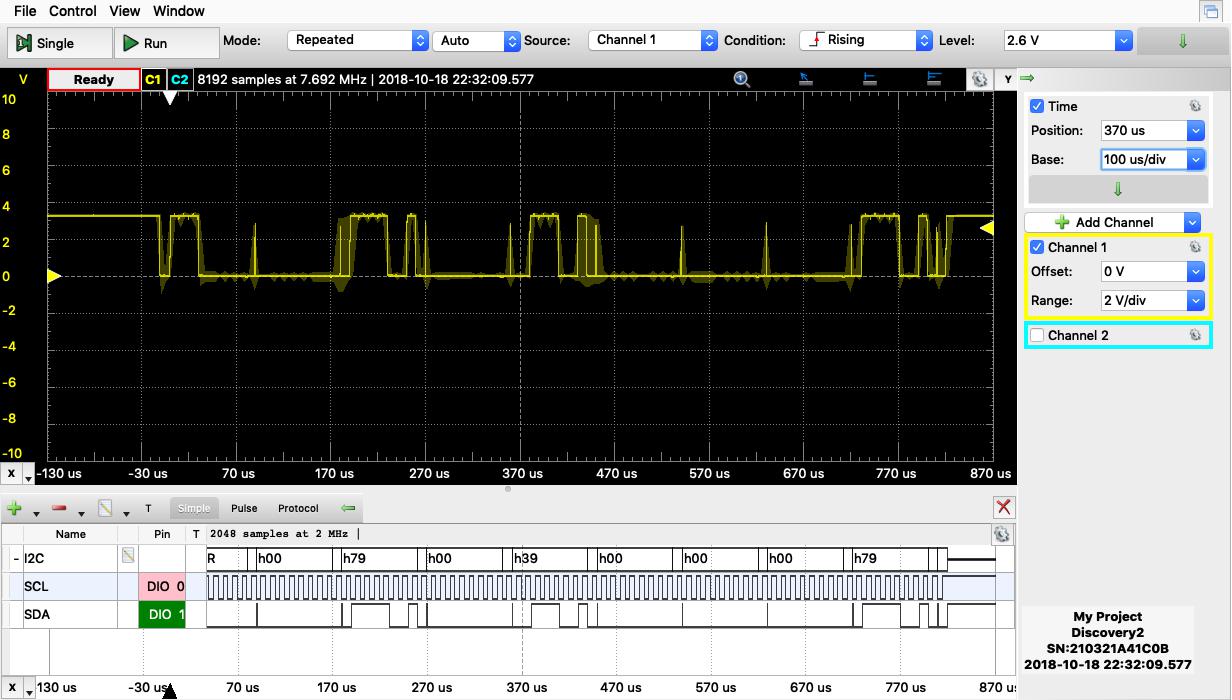 File Control View Window
Single Run Mode: Repeated Auto Source: Channel 1 Condition: Rising Level: 2.6 V
V Ready C1 C2 8192 samples at 7.692 MHz | 2018-10-18 22:32:09.577 Y
10
8
6
4
2
0
-2
-4
-6
-8
-10
X -130 us -30 us 70 us 170 us 270 us 370 us 470 us 570 us 670 us 770 us 870 us
Time
Position: 370 us
Base: 100 us/div
Add Channel
Channel 1
Offset: 0 V
Range: 2 V/div
Channel 2
T Simple Pulse Protocol
Name Pin T 2048 samples at 2 MHz |
- I2C R h00 h79 h00 h39 h00 h00 h00 h79
SCL DIO 0
SDA DIO 1
X 130 us -30 us 70 us 170 us 270 us 370 us 470 us 570 us 670 us 770 us 870 u
My Project
Discovery2
SN:210321A41C0B
2018-10-18 22:32:09.577